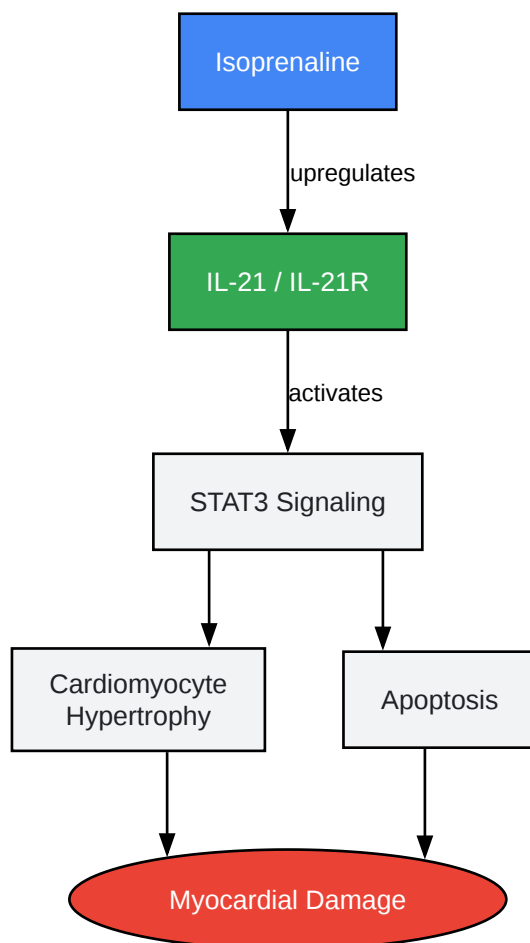 Isoprenaline
upregulates
IL-21 / IL-21R
activates
STAT3 Signaling
Cardiomyocyte
Hypertrophy
Apoptosis
Myocardial Damage